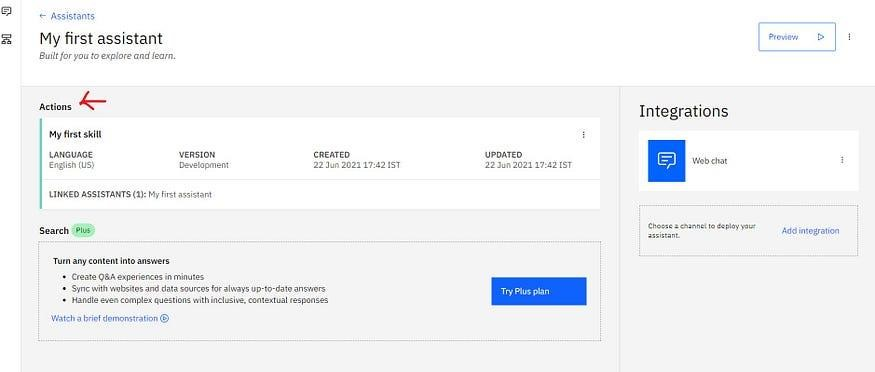 ← Assistants
My first assistant
Built for you to explore and learn.
Preview
Actions
My first skill
LANGUAGE VERSION CREATED UPDATED
English (US) Development 22 Jun 2021 17:42 IST 22 Jun 2021 17:42 IST
LINKED ASSISTANTS (1): My first assistant
Search Plus
Turn any content into answers
• Create Q&A experiences in minutes
• Sync with websites and data sources for always up-to-date answers
• Handle even complex questions with inclusive, contextual responses
Try Plus plan
Watch a brief demonstration
Integrations
Web chat
Choose a channel to deploy your
assistant.
Add integration